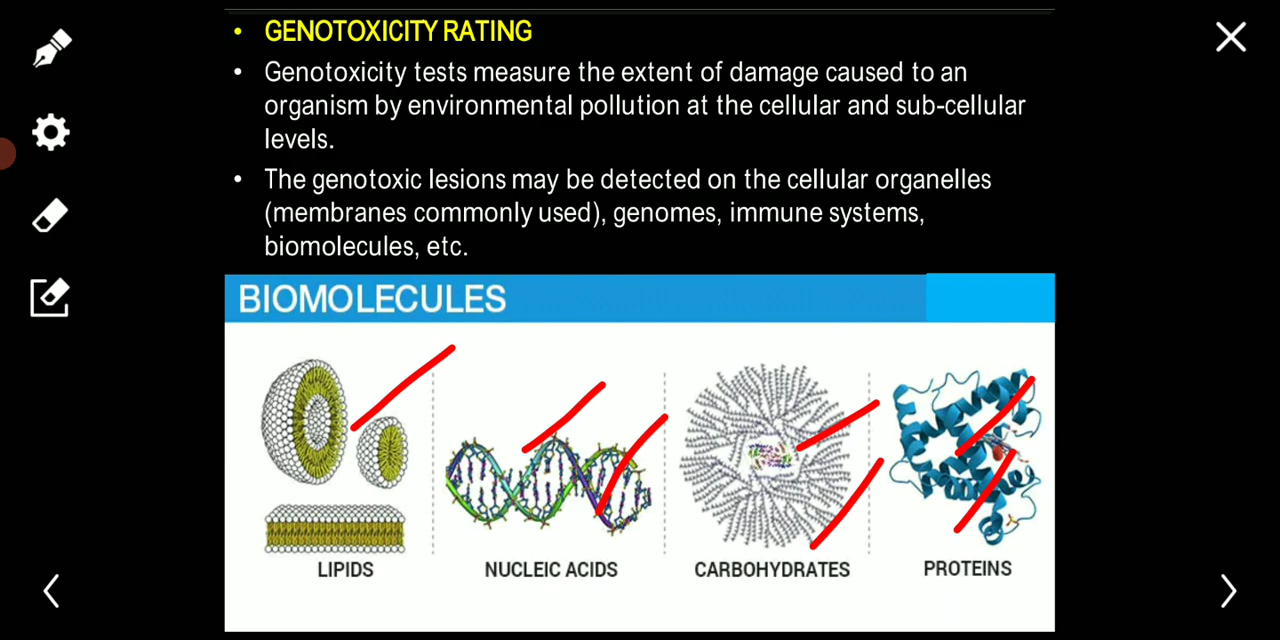 • GENOTOXICITY RATING
• Genotoxicity tests measure the extent of damage caused to an
organism by environmental pollution at the cellular and sub-cellular
levels.
• The genotoxic lesions may be detected on the cellular organelles
(membranes commonly used), genomes, immune systems,
biomolecules, etc.
BIOMOLECULES
LIPIDS
NUCLEIC ACIDS
CARBOHYDRATES
PROTEINS